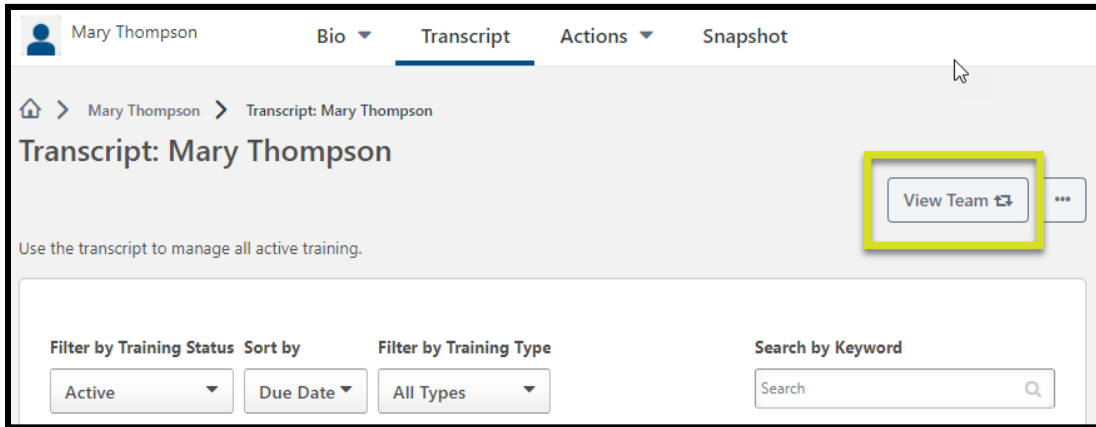 Mary Thompson
Bio Transcript Actions Snapshot
Mary Thompson Transcript: Mary Thompson
Transcript: Mary Thompson
View Team ...
Use the transcript to manage all active training.
Filter by Training Status Sort by Filter by Training Type Search by Keyword
Active Due Date All Types Search